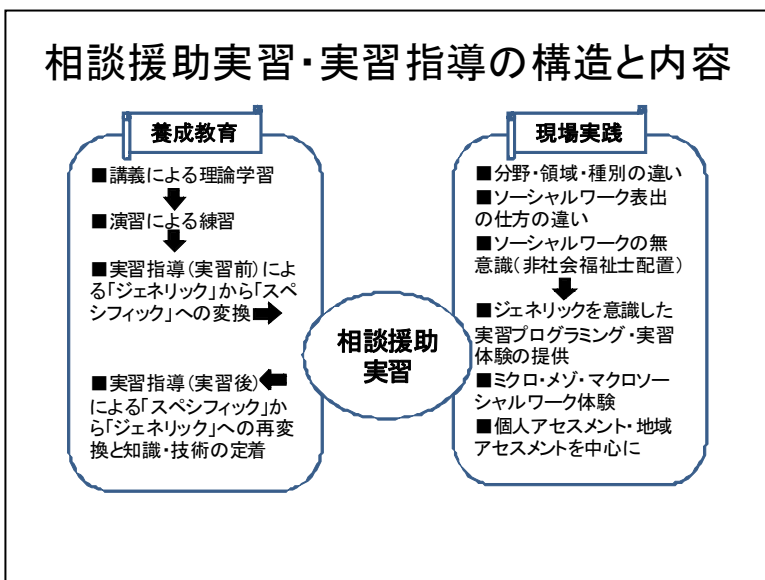 相談援助実習・実習指導の構造と内容
養成教育
■講義による理論学習
■演習による練習
■実習指導(実習前)によ
る「ジェネリック」から「スペ
シフィック」への変換
■実習指導(実習後)
による「スペシフィック」か
ら「ジェネリック」への再変
換と知識・技術の定着
相談援助
実習
現場実践
■分野・領域・種別の違い
■ソーシャルワーク表出
の仕方の違い
■ソーシャルワークの無
意識(非社会福祉士配置)
■ジェネリックを意識した
実習プログラミング・実習
体験の提供
■ミクロ・メゾ・マクロソー
シャルワーク体験
■個人アセスメント・地域
アセスメントを中心に